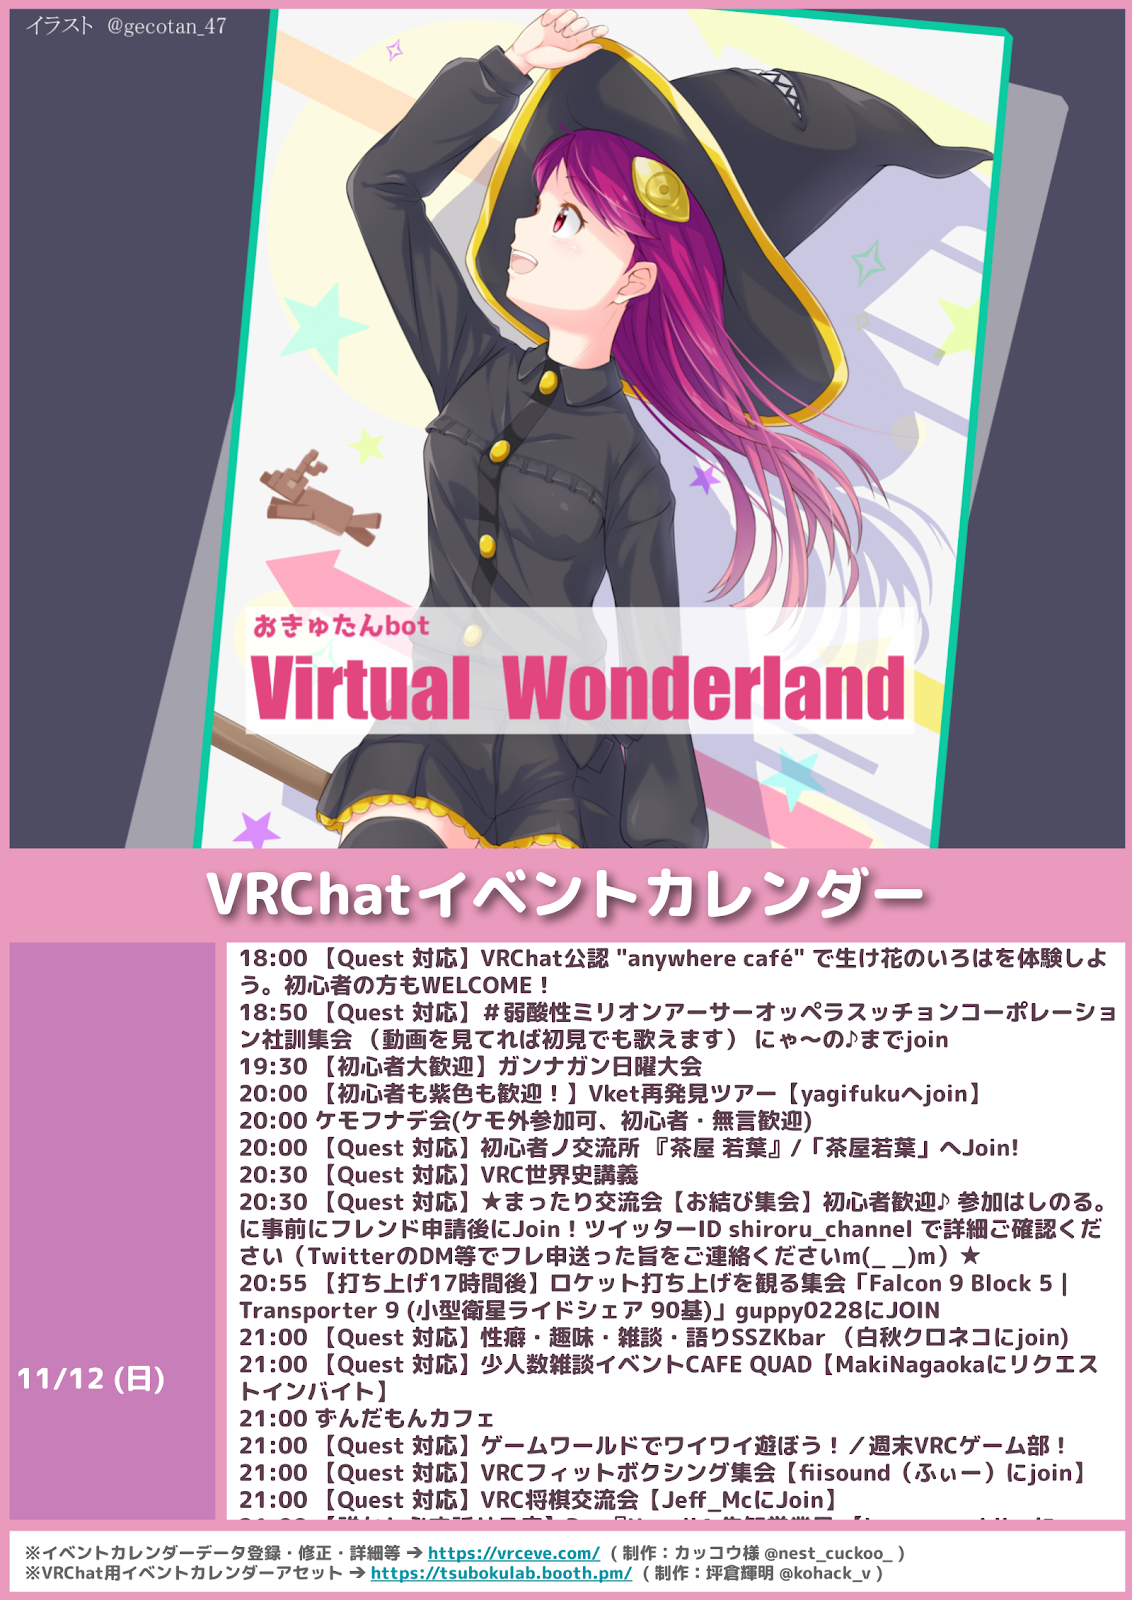 イラスト @gecotan_47
おきゅたんbot
Virtual Wonderland
VRChatイベントカレンダー
11/12 (日)
18:00 【Quest 対応】VRChat公認 "anywhere café" で生け花のいろはを体験しよ
う。初心者の方もWELCOME！
18:50 【Quest 対応】＃弱酸性ミリオンアーサーオッペラスッチョンコーポレーショ
ン社訓集会 （動画を見てれば初見でも歌えます） にゃ～の♪までjoin
19:30 【初心者大歓迎】ガンナガン日曜大会
20:00 【初心者も紫色も歓迎！】Vket再発見ツアー【yagifukuへjoin】
20:00 ケモフナデ会(ケモ外参加可、初心者・無言歓迎)
20:00 【Quest 対応】初心者ノ交流所 『茶屋 若葉』/「茶屋若葉」へJoin!
20:30 【Quest 対応】VRC世界史講義
20:30 【Quest 対応】★まったり交流会【お結び集会】初心者歓迎♪ 参加はしのる。
に事前にフレンド申請後にJoin！ツイッターID shiroru_channel で詳細ご確認くだ
さい（TwitterのDM等でフレ申送った旨をご連絡くださいm(_ _)m）★
20:55 【打ち上げ17時間後】ロケット打ち上げを観る集会「Falcon 9 Block 5 |
Transporter 9 (小型衛星ライドシェア 90基)」guppy0228にJOIN
21:00 【Quest 対応】性癖・趣味・雑談・語りSSZKbar （白秋クロネコにjoin)
21:00 【Quest 対応】少人数雑談イベントCAFE QUAD【MakiNagaokaにリクエス
トインバイト】
21:00 ずんだもんカフェ
21:00 【Quest 対応】ゲームワールドでワイワイ遊ぼう！／週末VRCゲーム部！
21:00 【Quest 対応】VRCフィットボクシング集会【fiisound（ふぃー）にjoin】
21:00 【Quest 対応】VRC将棋交流会【Jeff_McにJoin】
※イベントカレンダーデータ登録・修正・詳細等 ➔ https://vrceve.com/ （制作：カッコウ様 @nest_cuckoo_ ）
※VRChat用イベントカレンダーアセット ➔ https://tsubokulab.booth.pm/ （制作：坪倉輝明 @kohack_v ）